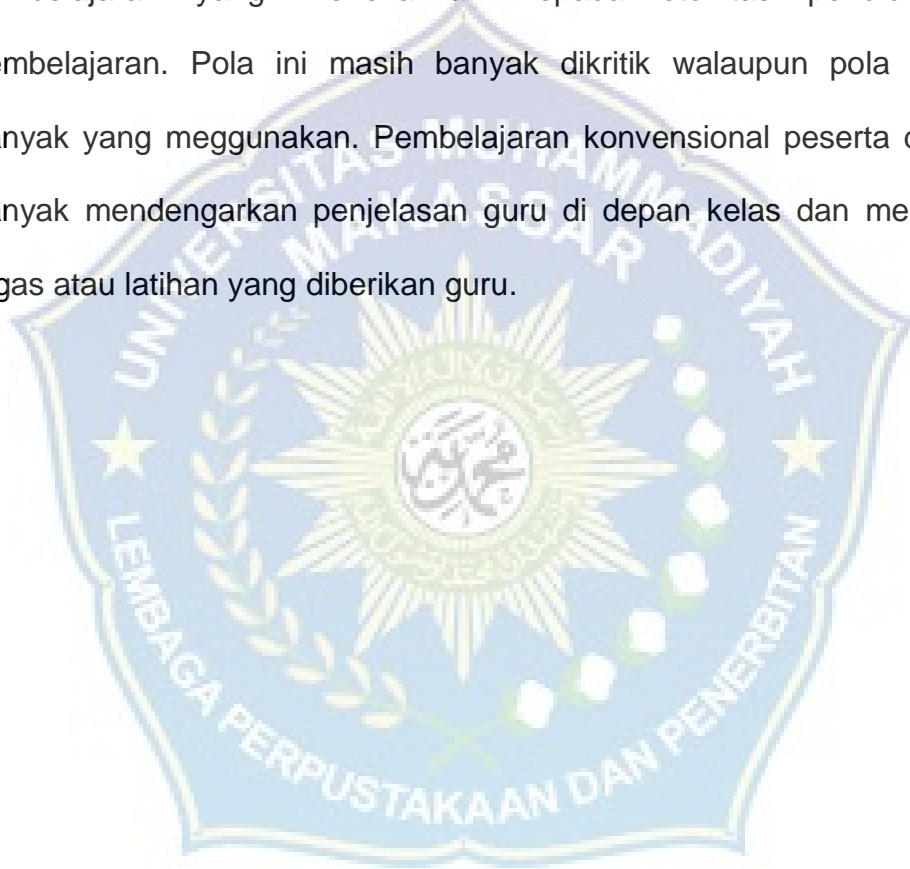 yang
embelajaran. Pola ini masih banyak dikritik walaupun pola
anyak yang meggunakan. Pembelajaran konvensional peserta
anyak mendengarkan penjelasan guru di depan kelas dan me
gas atau latihan yang diberikan guru.
UNIVERSITAS MUHAMMADIYAH
MAKASSAR
LEMBAGA PERPUSTAKAAN DAN PENERBITAN